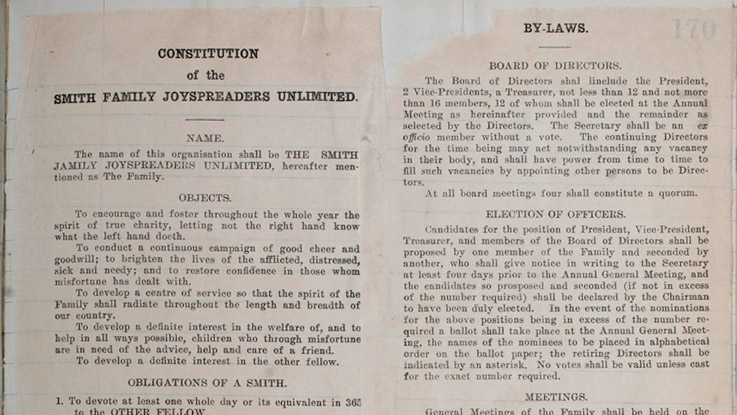 CONSTITUTION
of the
SMITH FAMILY JOYSPREADERS UNLIMITED.
NAME.
The name of this organisation shall be THE SMITH
JAMILY JOYSPREADERS UNLIMITED, hereafter men-
tioned as The Family.
OBJECTS.
To encourage and foster throughout the whole year the
spirit of true charity, letting not the right hand know
what the left hand doeth.
To conduct a continuous campaign of good cheer and
goodwill; to brighten the lives of the afflicted, distressed,
sick and needy; and to restore confidence in those whom
misfortune has dealt with.
To develop a centre of service so that the spirit of the
Family shall radiate throughout the length and breadth of
our country.
To develop a definite interest in the welfare of, and to
help in all ways possible, children who through misfortune
are in need of the advice, help and care of a friend.
To develop a definite interest in the other fellow.
OBLIGATIONS OF A SMITH.
1. To devote at least one whole day or its equivalent in 365
to the OTHER FELLOW
170
BY-LAWS.
BOARD OF DIRECTORS.
The Board of Directors shal linclude the President,
2 Vice-Presidents, a Treasurer, not less than 12 and not more
than 16 members, 12 of whom shall be elected at the Annual
Meeting as hereinafter provided and the remainder as
selected by the Directors. The Secretary shall be an ex
officio member without a vote. The continuing Directors
for the time being may act notwithstanding any vacancy
in their body, and shall have power from time to time to
fill such vacancies by appointing other persons to be Direc-
tors.
At all board meetings four shall constitute a quorum.
ELECTION OF OFFICERS.
Candidates for the position of President, Vice-President,
Treasurer, and members of the Board of Directors shall be
proposed by one member of the Family and seconded by
another, who shall give notice in writing to the Secretary
at least four days prior to the Annual General Meeting, and
the candidates so prosposed and seconded (if not in excess
of the number required) shall be declared by the Chairman
to have been duly elected. In the event of the nominations
for the above positions being in excess of the number re-
quired a ballot shall take place at the Annual General Meet-
ing, the names of the nominees to be placed in alphabetical
order on the ballot paper; the retiring Directors shall be
indicated by an asterisk. No votes shall be valid unless cast
for the exact number required.
MEETINGS.
General Meetings of the Family shall be held on the